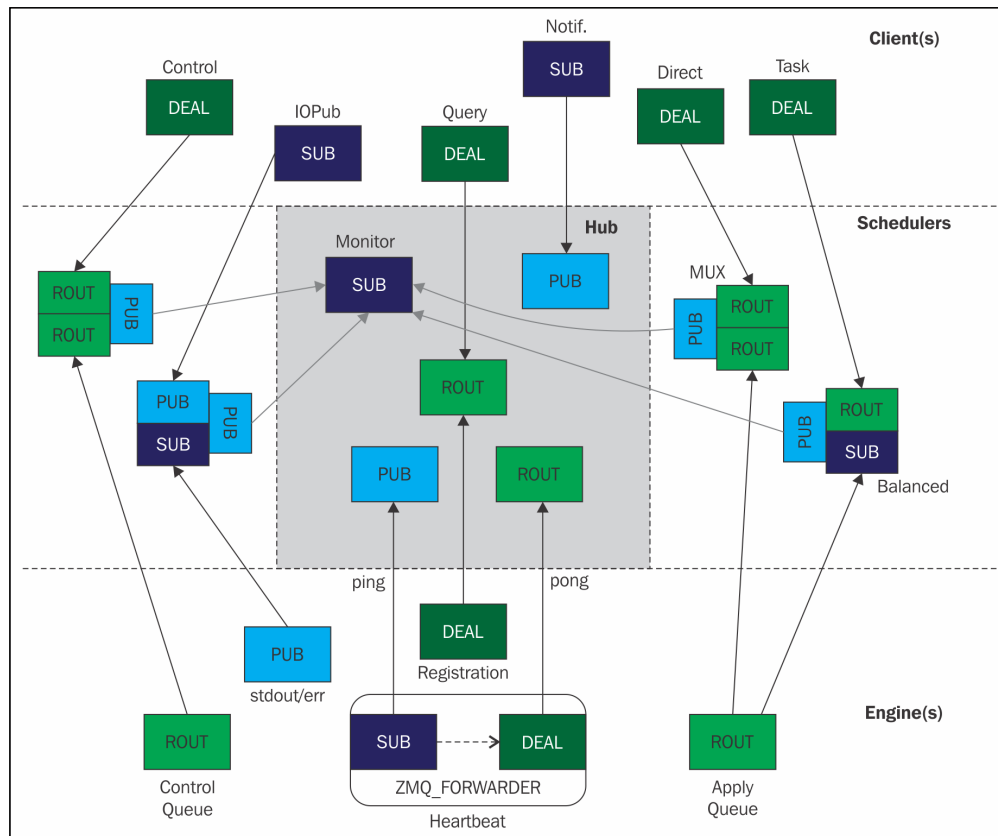 Notif.
Client(s)
SUB
Control
Direct
Task
DEAL
IOPub
Query
DEAL
DEAL
SUB
DEAL
Hub
Schedulers
Monitor
SUB
PUB
MUX
ROUT
PUB
ROUT
ROUT
PUB
ROUT
ROUT
PUB
PUB
SUB
PUB
ROUT
SUB
Balanced
PUB
ROUT
ping
pong
DEAL
Registration
PUB
stdout/err
Engine(s)
ROUT
Control
Queue
SUB
DEAL
ZMQ_FORWARDER
Heartbeat
ROUT
Apply
Queue